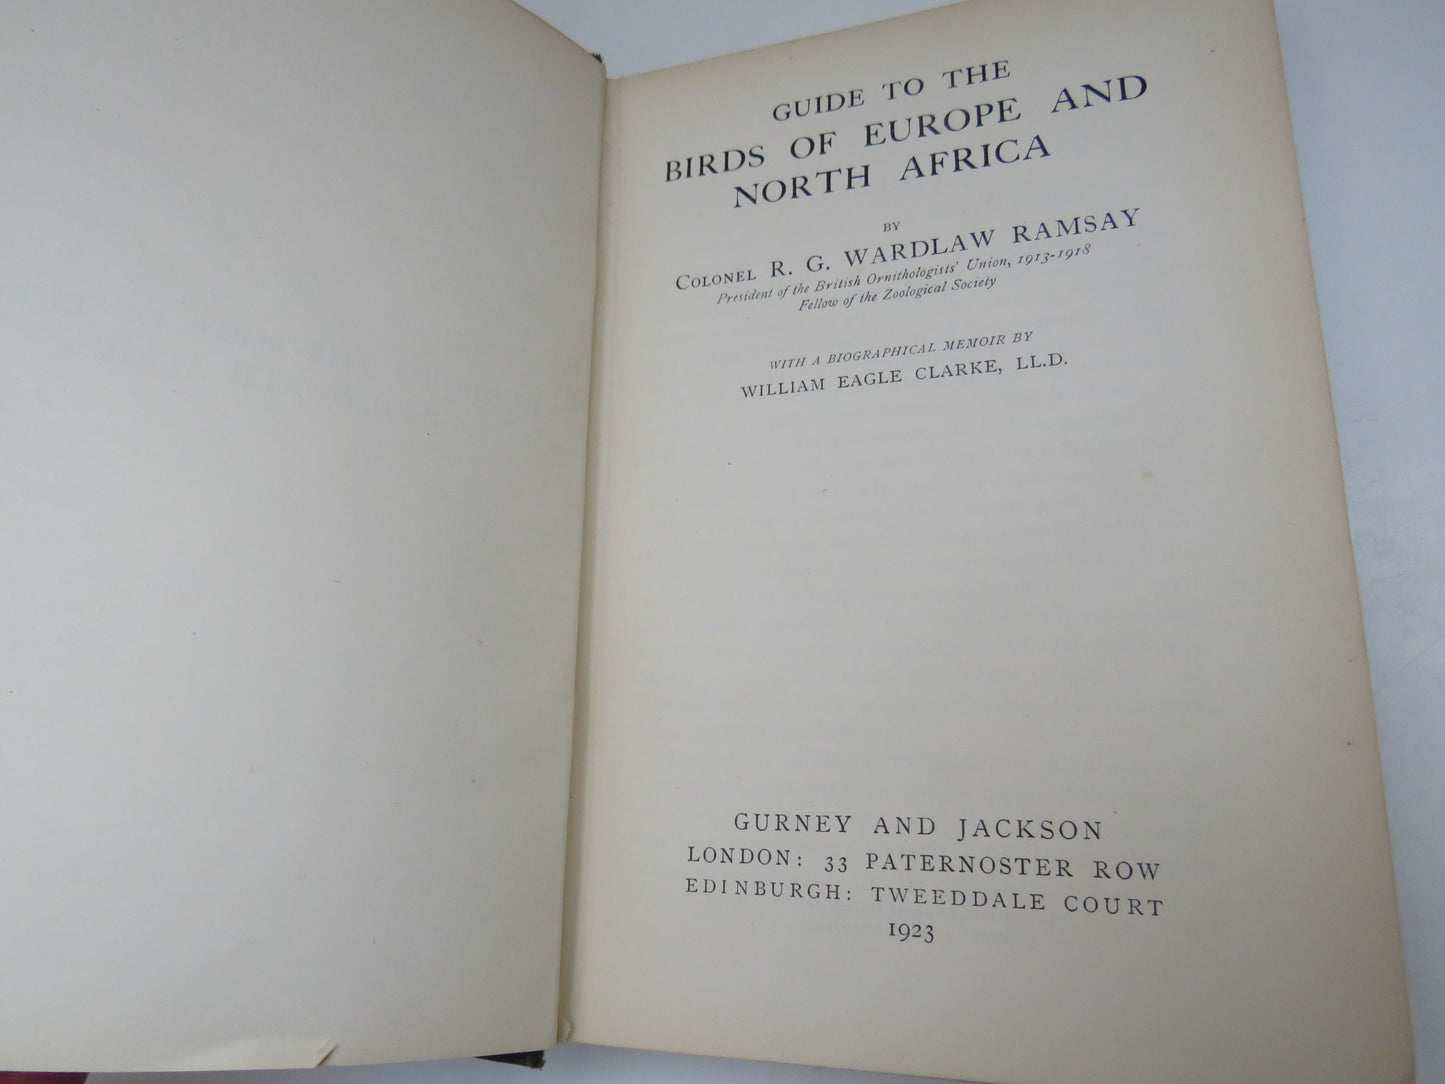 GUIDE TO THE
BIRDS OF EUROPE AND
NORTH AFRICA
BY
COLONEL R. G. WARDLAW RAMSAY
President of the British Ornithologists' Union, 1913-1918
Fellow of the Zoological Society
WITH A BIOGRAPHICAL MEMOIR BY
WILLIAM EAGLE CLARKE, LL.D.
GURNEY AND JACKSON
LONDON: 33 PATERNOSTER ROW
EDINBURGH: TWEEDDALE COURT
1923